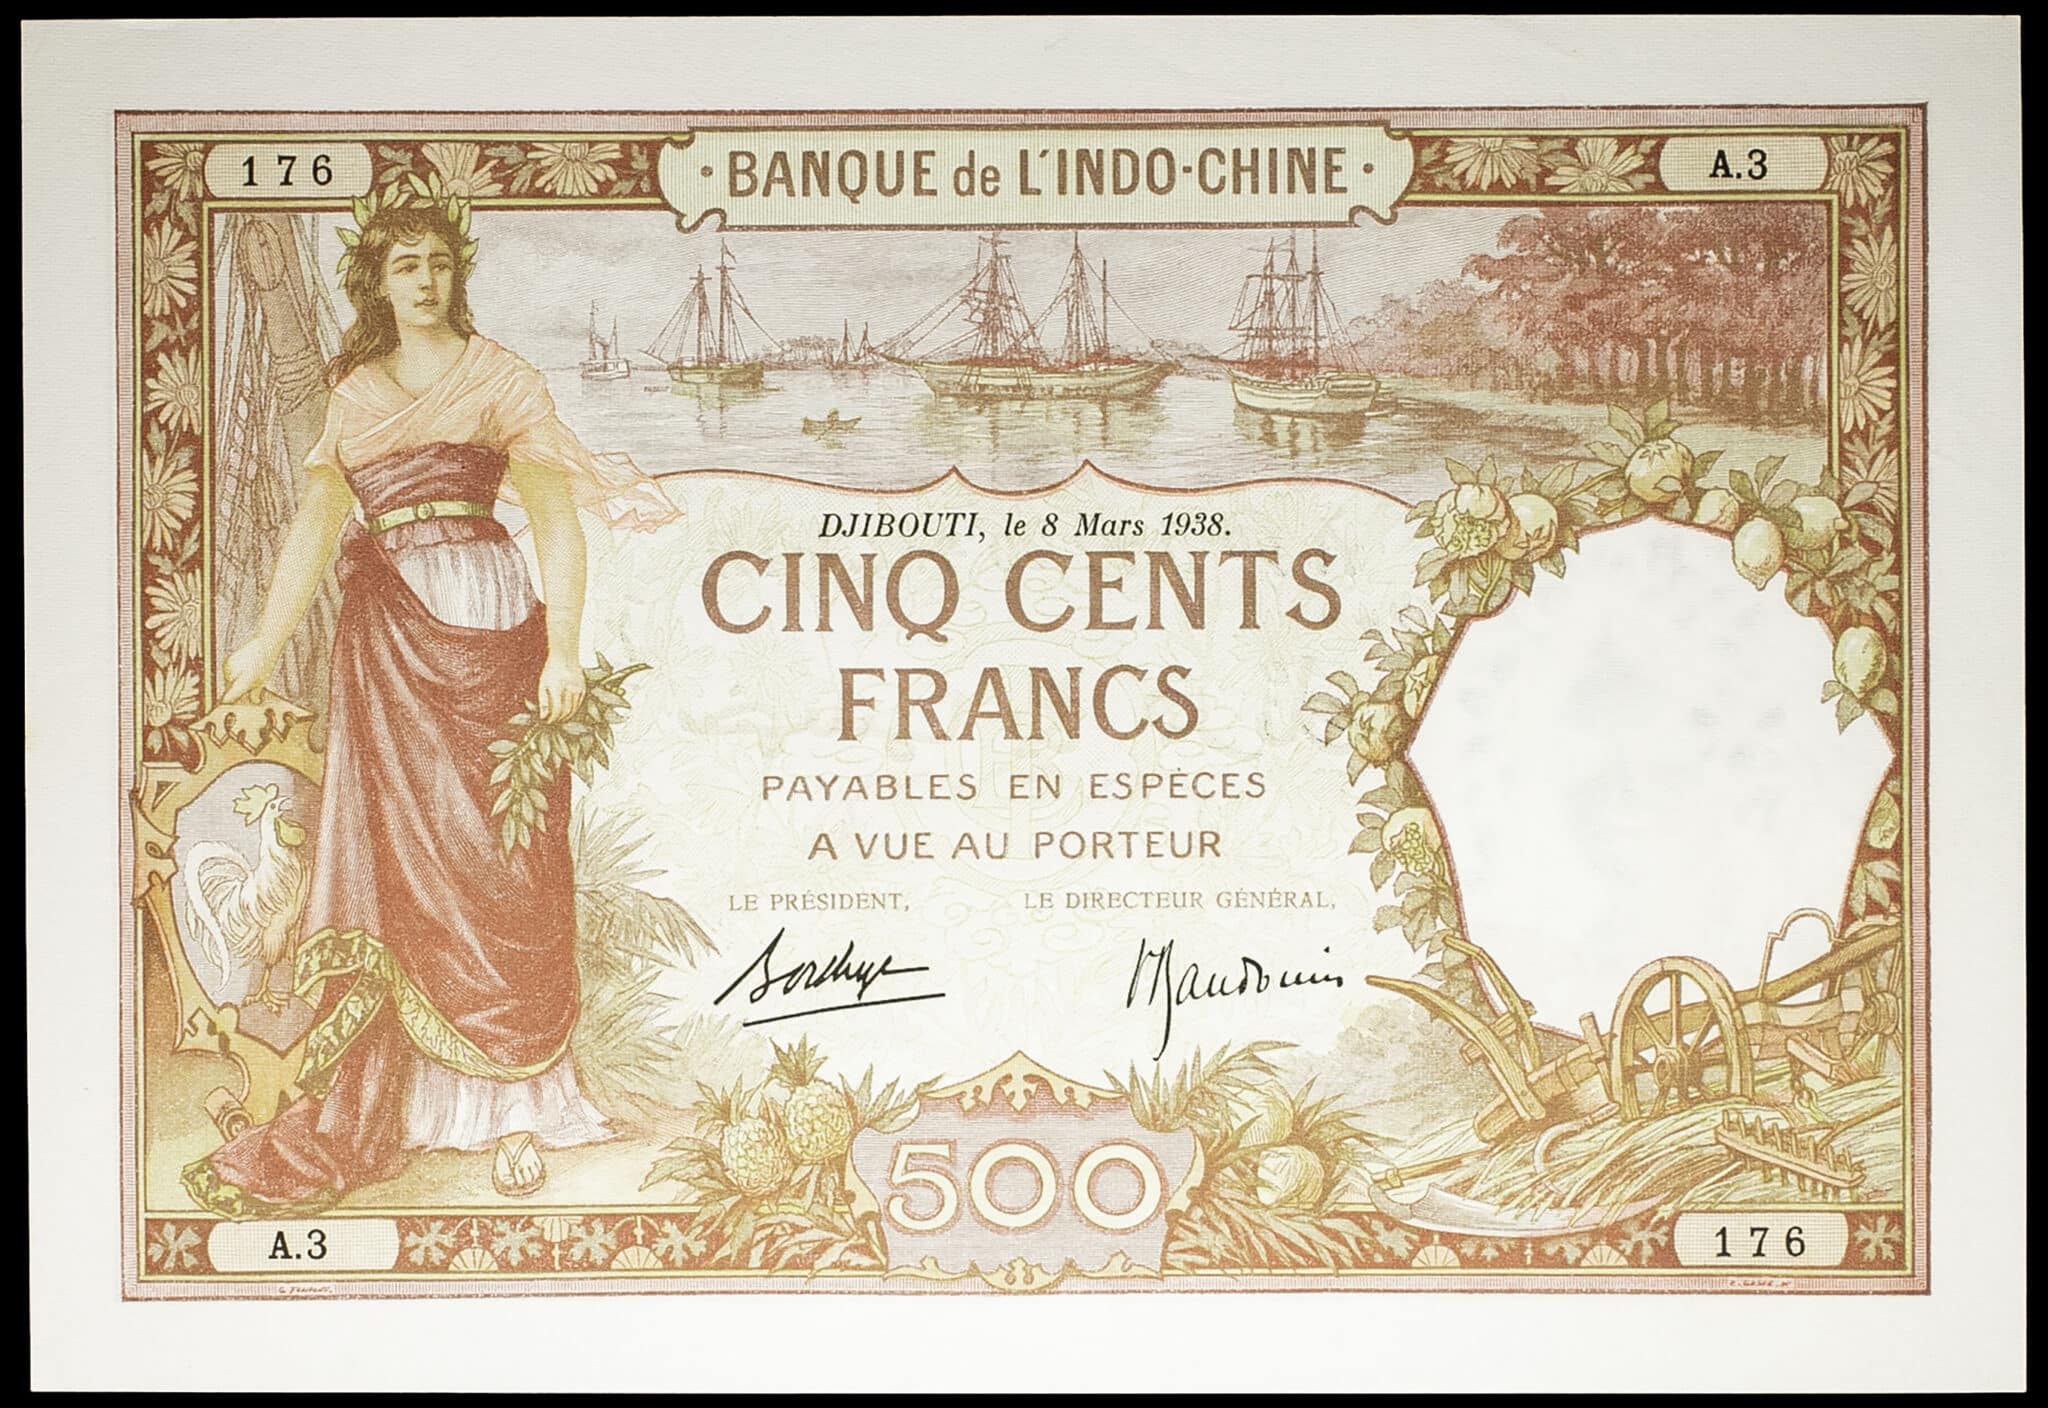 176
· BANQUE de L'INDO-CHINE ·
A.3
DJIBOUTI, le 8 Mars 1938.
CINQ CENTS
FRANCS
PAYABLES EN ESPÈCES
A VUE AU PORTEUR
LE PRÉSIDENT, LE DIRECTEUR GÉNÉRAL,
500
A.3
176